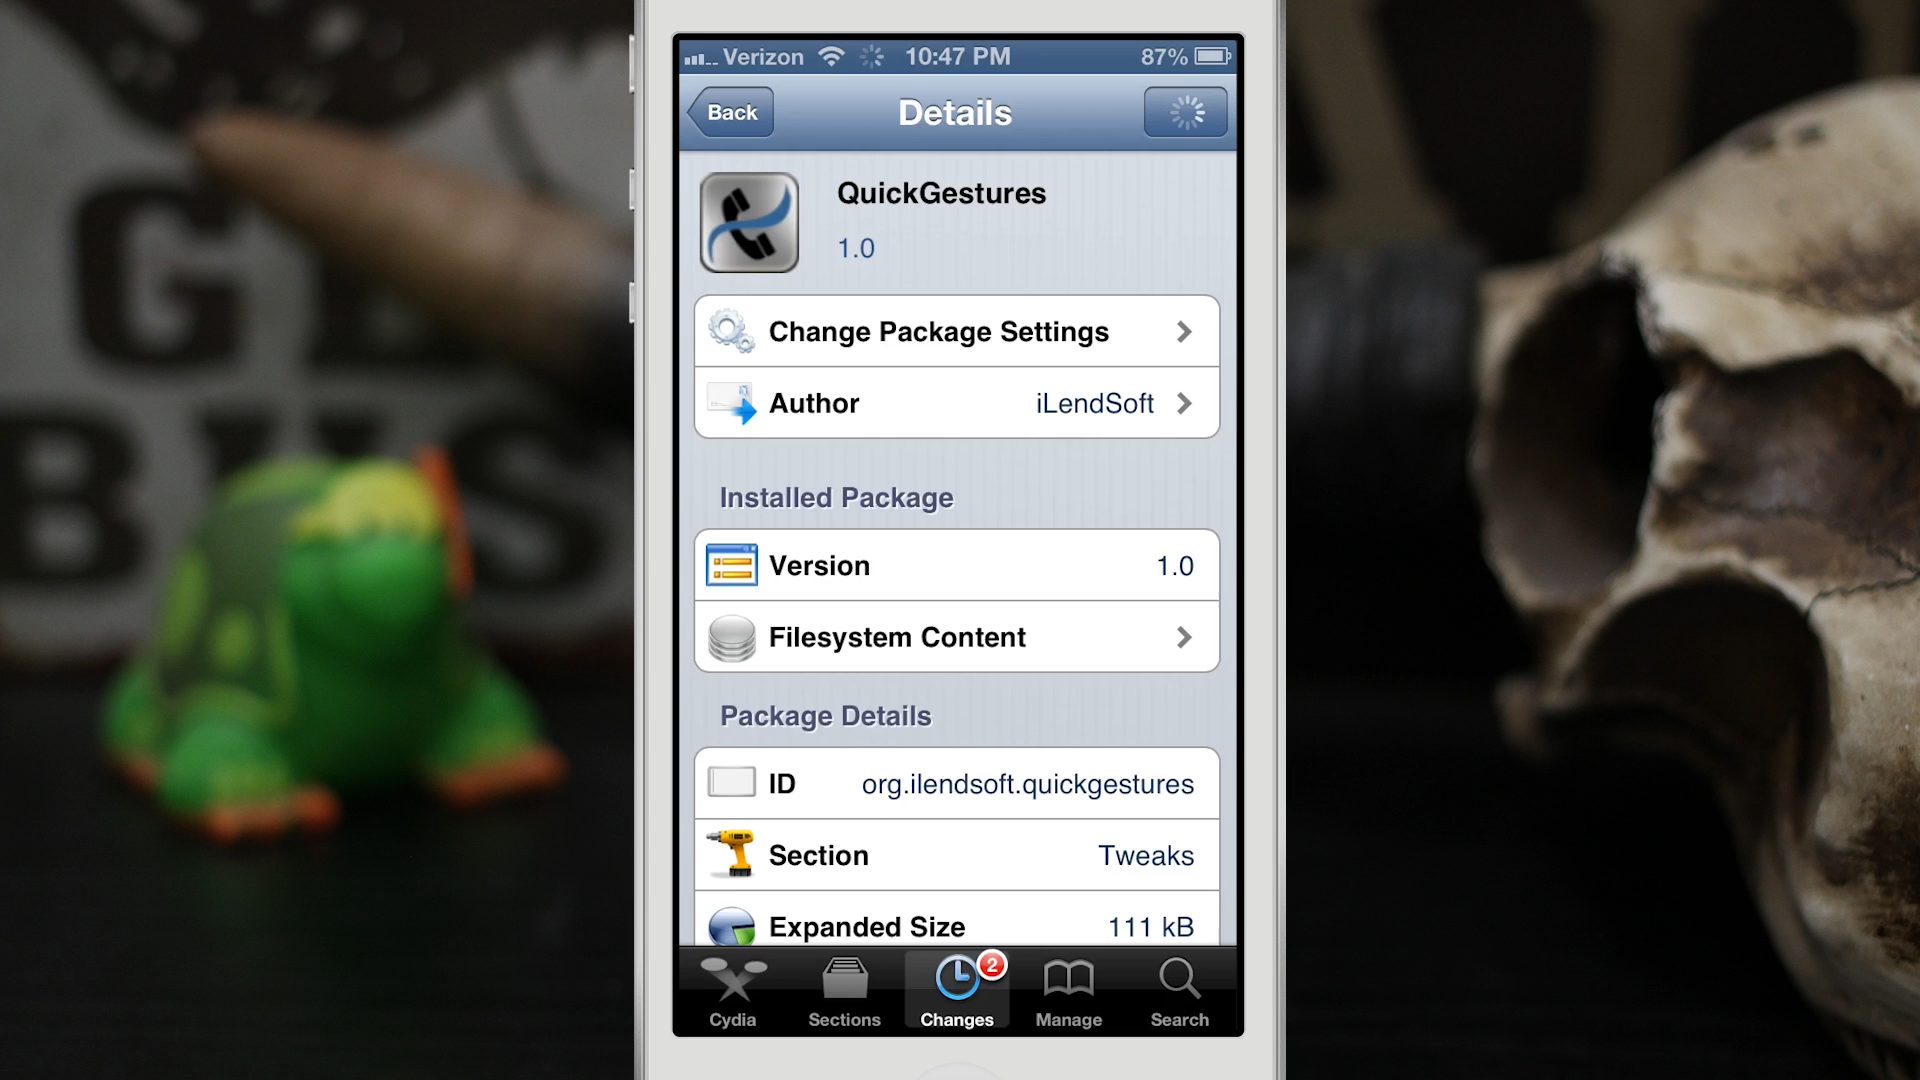 Verizon 10:47 PM 87%
Back Details
QuickGestures
1.0
Change Package Settings
Author iLendSoft
Installed Package
Version 1.0
Filesystem Content
Package Details
ID org.ilendsoft.quickgestures
Section Tweaks
Expanded Size 111 kB
2
Cydia Sections Changes Manage Search